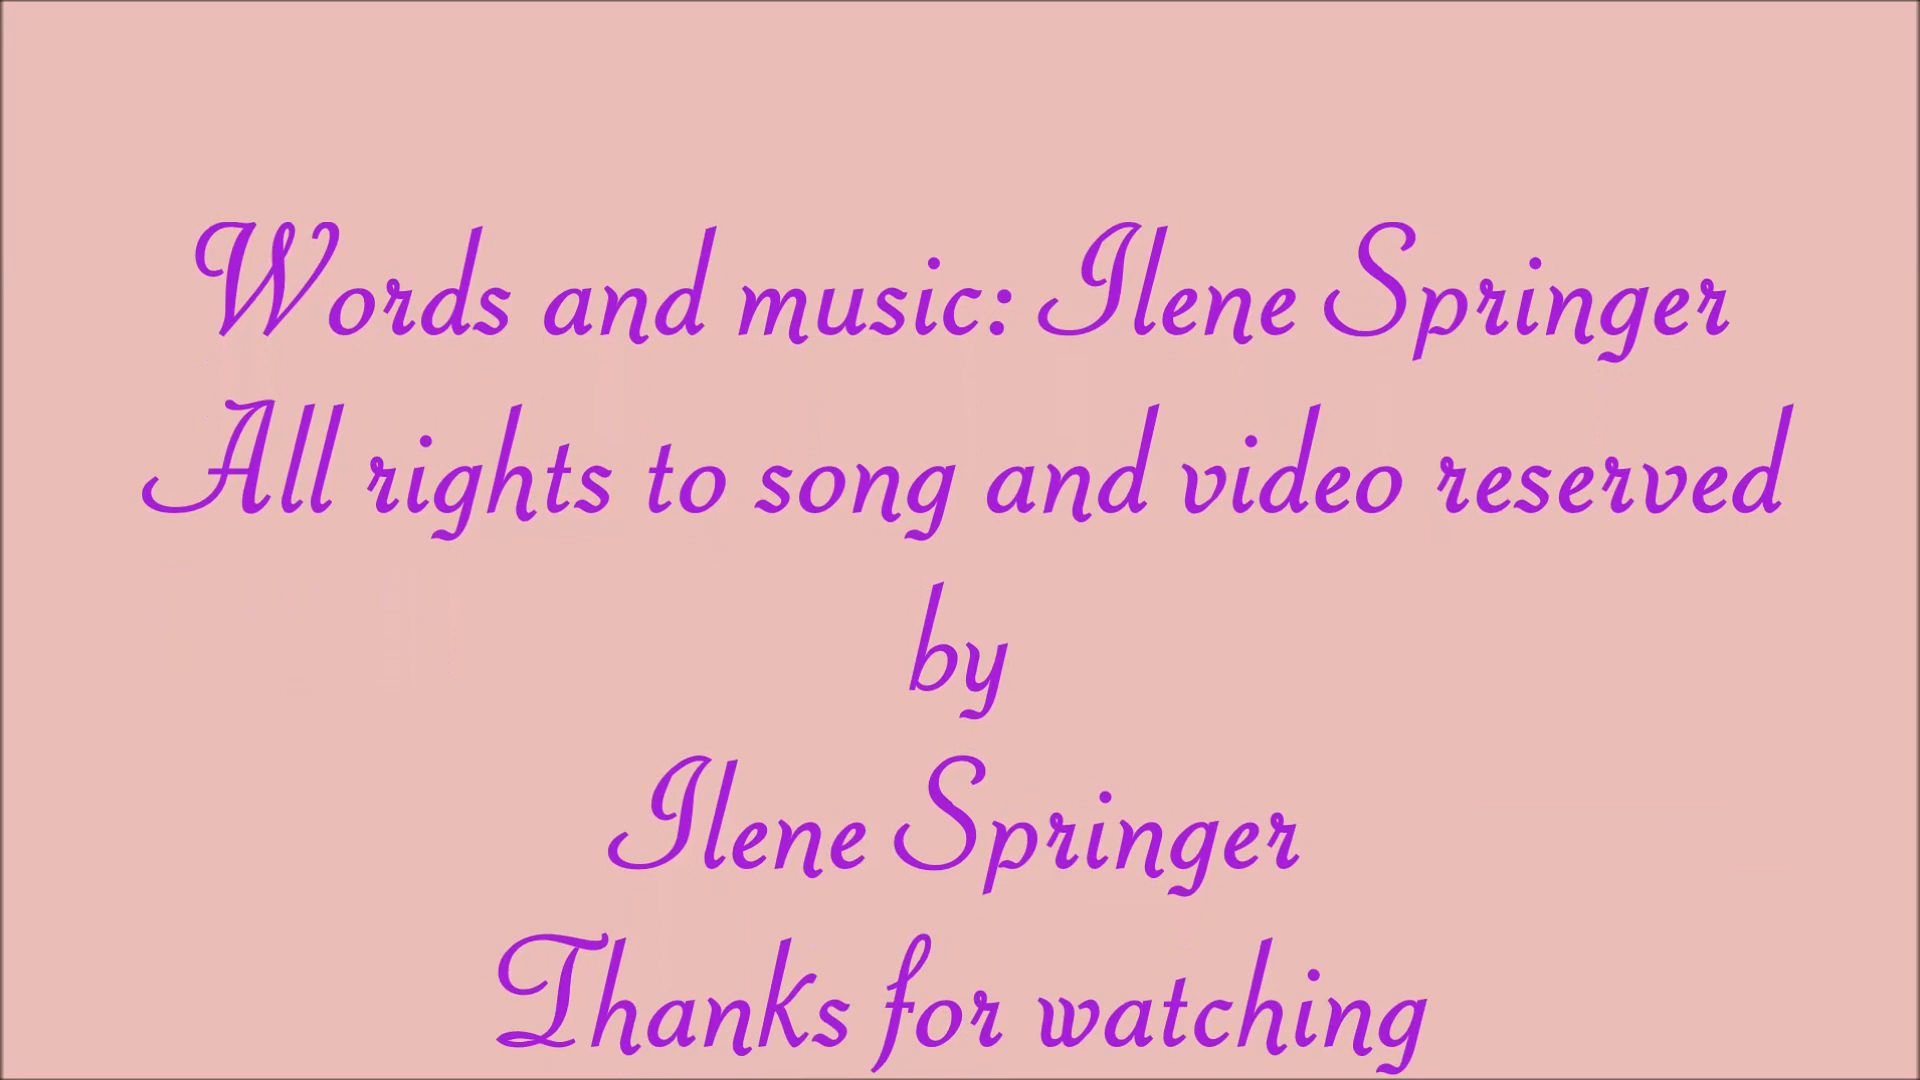 Words and music: Ilene Springer
All rights to song and video reserved
by
Ilene Springer
Thanks for watching